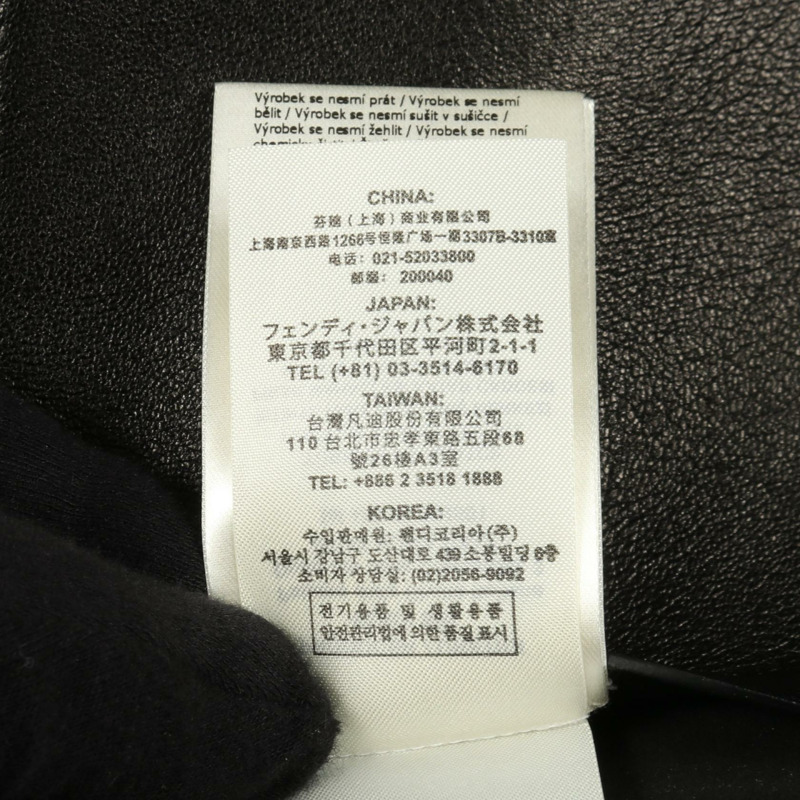 Výrobek se nesmí prát / Výrobek se nesmí
bělit / Výrobek se nesmí sušit v sušičce /
Výrobek se nesmí žehlit / Výrobek se nesmí
CHINA:
芬迪（上海）商业有限公司
上海南京西路1266号恒隆广场一期3307B-3310室
电话：021-52033800
邮编：200040
JAPAN:
フェンディ・ジャパン株式会社
東京都千代田区平河町2-1-1
TEL (+81) 03-3514-6170
TAIWAN:
台灣凡迪股份有限公司
110 台北市忠孝東路五段68
號26樓A3室
TEL: +886 2 3518 1888
KOREA:
수입판매원: 펜디코리아(주)
서울시 강남구 도산대로 439 소봉빌딩 6층
소비자 상담실: (02)2056-9092
전기용품 및 생활용품
안전관리법에 의한 품질 표시